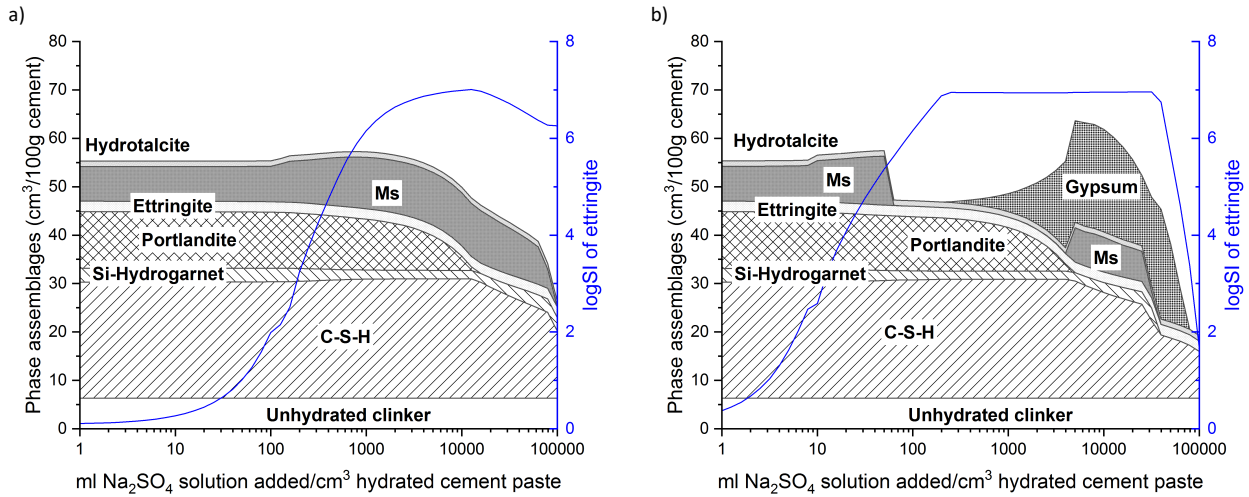 a)
Phase assemblages (cm³/100g cement)
80
70
60
50
40
30
20
10
0
Hydrotalcite
Ms
Ettringite
Portlandite
Si-Hydrogarnet
C-S-H
Unhydrated clinker
8
6
4
2
0
logSI of ettringite
1
10
100
1000
10000
100000
ml Na₂SO₄ solution added/cm³ hydrated cement paste
b)
Phase assemblages (cm³/100g cement)
80
70
60
50
40
30
20
10
0
Hydrotalcite
Ms
Gypsum
Ettringite
Portlandite
Ms
Si-Hydrogarnet
C-S-H
Unhydrated clinker
8
6
4
2
0
logSI of ettringite
1
10
100
1000
10000
100000
ml Na₂SO₄ solution added/cm³ hydrated cement paste